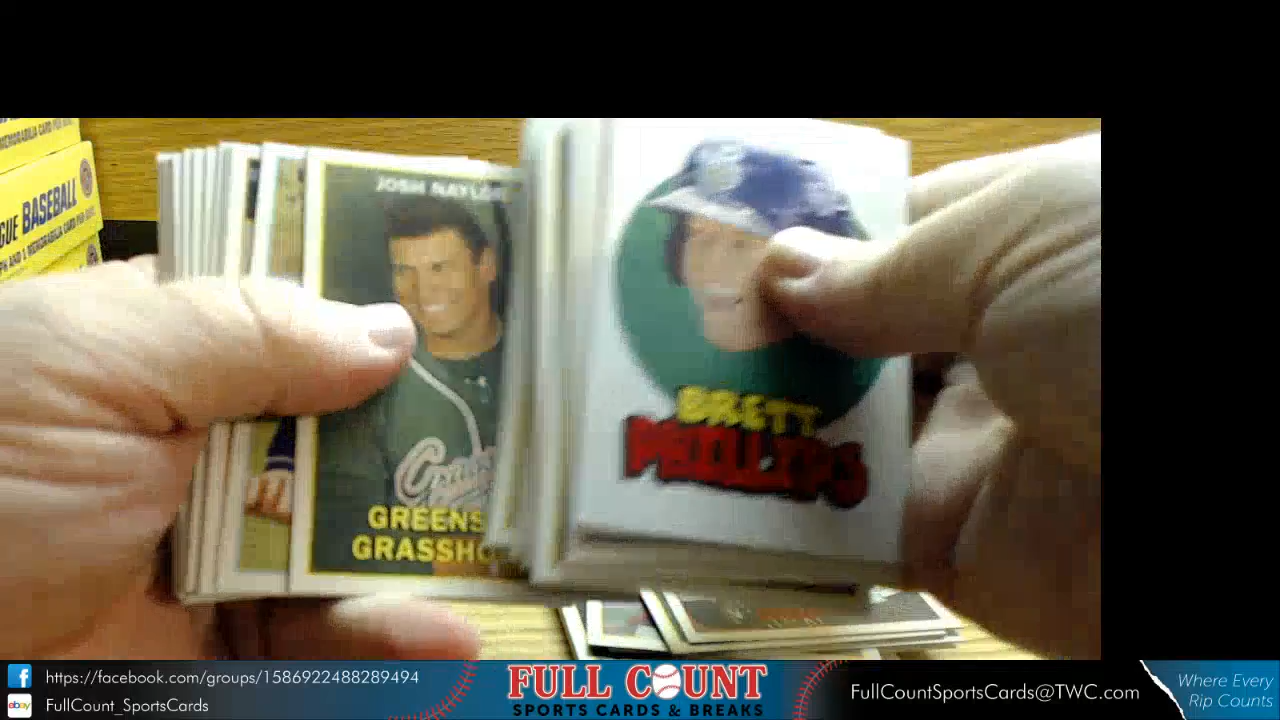 GUE BASEBALL
JOSH NAYLOR
GREENS
GRASSHO
BRETT
PHILLIPS
https://facebook.com/groups/1586922488289494
FullCount_SportsCards
ebay
FULL COUNT
SPORTS CARDS & BREAKS
FullCountSportsCards@TWC.com
Where Every
Rip Counts